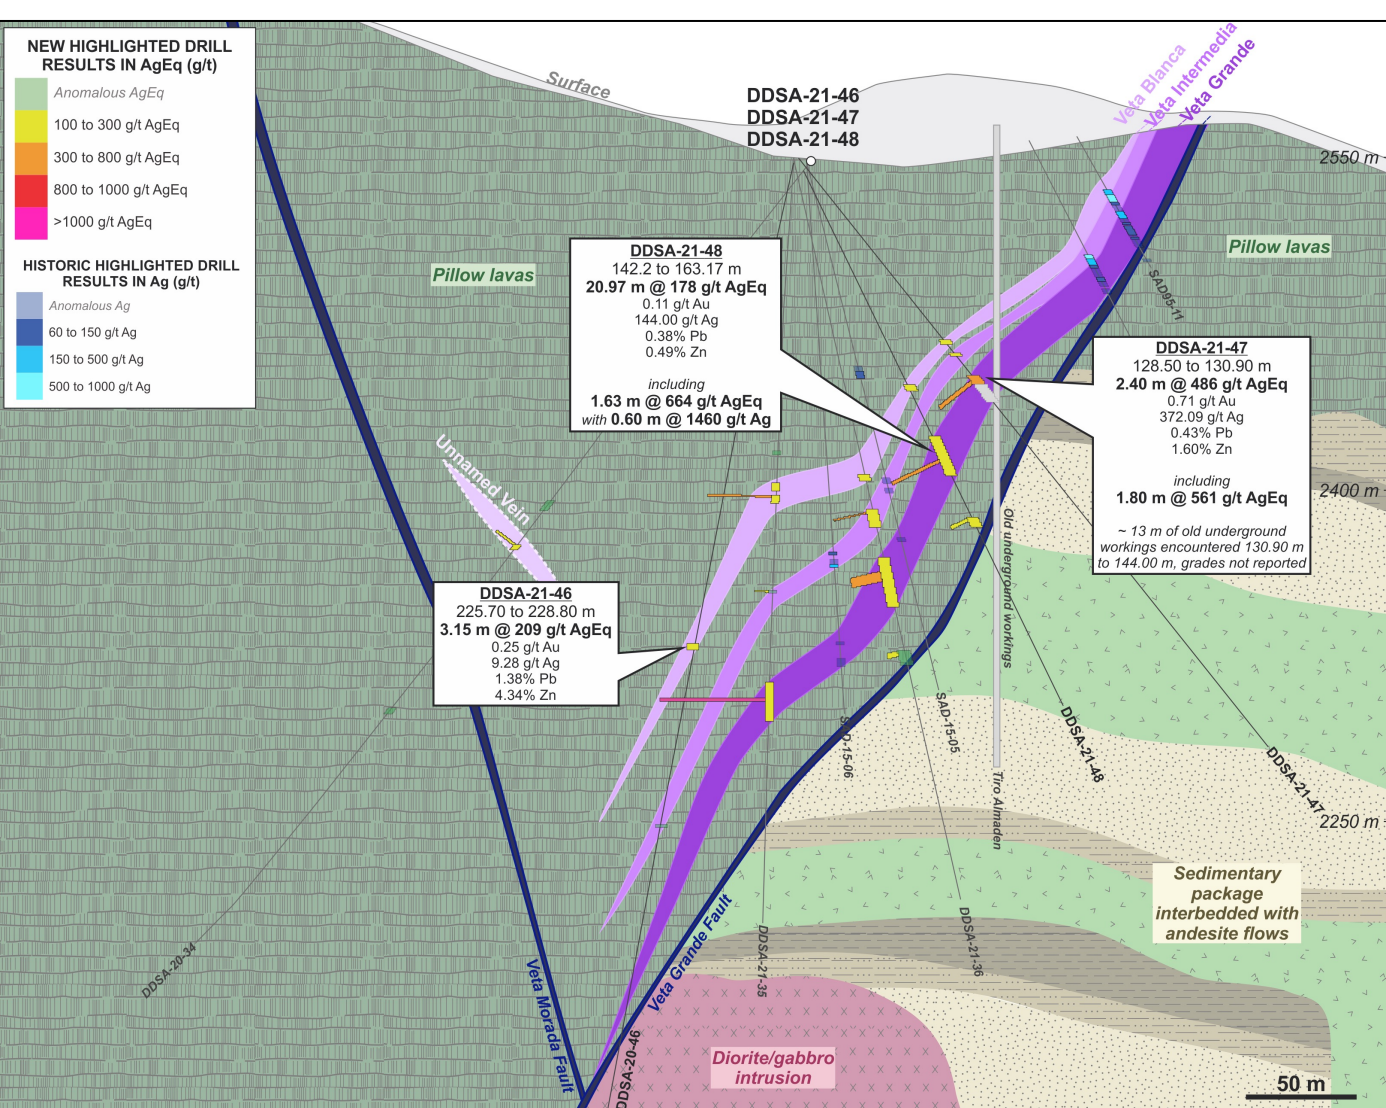 NEW HIGHLIGHTED DRILL
RESULTS IN AgEq (g/t)
Anomalous AgEq
100 to 300 g/t AgEq
300 to 800 g/t AgEq
800 to 1000 g/t AgEq
>1000 g/t AgEq
HISTORIC HIGHLIGHTED DRILL
RESULTS IN Ag (g/t)
Anomalous Ag
60 to 150 g/t Ag
150 to 500 g/t Ag
500 to 1000 g/t Ag
Surface
DDSA-21-46
DDSA-21-47
DDSA-21-48
Veta Blanca
Veta Intermedia
Veta Grande
2550 m
Pillow lavas
Pillow lavas
DDSA-21-48
142.2 to 163.17 m
20.97 m @ 178 g/t AgEq
0.11 g/t Au
144.00 g/t Ag
0.38% Pb
0.49% Zn
including
1.63 m @ 664 g/t AgEq
with 0.60 m @ 1460 g/t Ag
SAD95-11
DDSA-21-47
128.50 to 130.90 m
2.40 m @ 486 g/t AgEq
0.71 g/t Au
372.09 g/t Ag
0.43% Pb
1.60% Zn
including
1.80 m @ 561 g/t AgEq
~ 13 m of old underground
workings encountered 130.90 m
to 144.00 m, grades not reported
2400 m
Unnamed Vein
DDSA-21-46
225.70 to 228.80 m
3.15 m @ 209 g/t AgEq
0.25 g/t Au
9.28 g/t Ag
1.38% Pb
4.34% Zn
Old underground workings
SAD-15-06
SAD-15-05
DDSA-21-48
DDSA-21-47
Tiro Almaden
2250 m
Sedimentary
package
interbedded with
andesite flows
DDSA-20-34
Veta Morada Fault
Veta Grande Fault
DDSA-21-35
DDSA-21-36
DDSA-20-46
Diorite/gabbro
intrusion
50 m